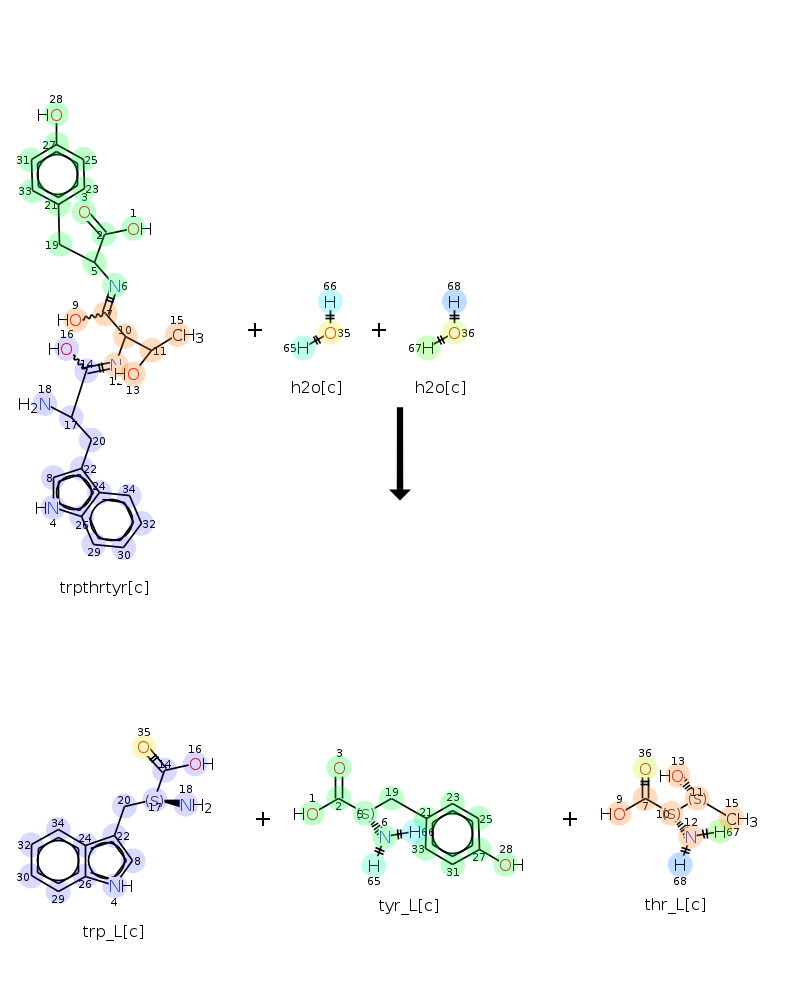 28
HO
27
31
25
33
23
21
3
O
1
OH
2
19
5
N
6
9
HO
7
15
CH3
10
16
HO
11
14
N
12
HO
13
18
H2N
17
20
22
8
24
34
HN
4
26
32
29
30
trpthrtyr[c]
+
66
H
O
35
65
H
h2o[c]
+
68
H
O
36
67
H
h2o[c]
35
O
16
OH
14
18
NH2
20
(S)
17
34
22
24
32
8
30
26
NH
29
4
trp_L[c]
+
3
O
19
1
HO
2
(S)
5
6
N
H
66
H
65
21
23
25
33
27
31
28
OH
tyr_L[c]
+
36
O
13
HO
11
(S)
9
HO
7
(S)
10
15
CH3
12
N
H
67
H
68
thr_L[c]